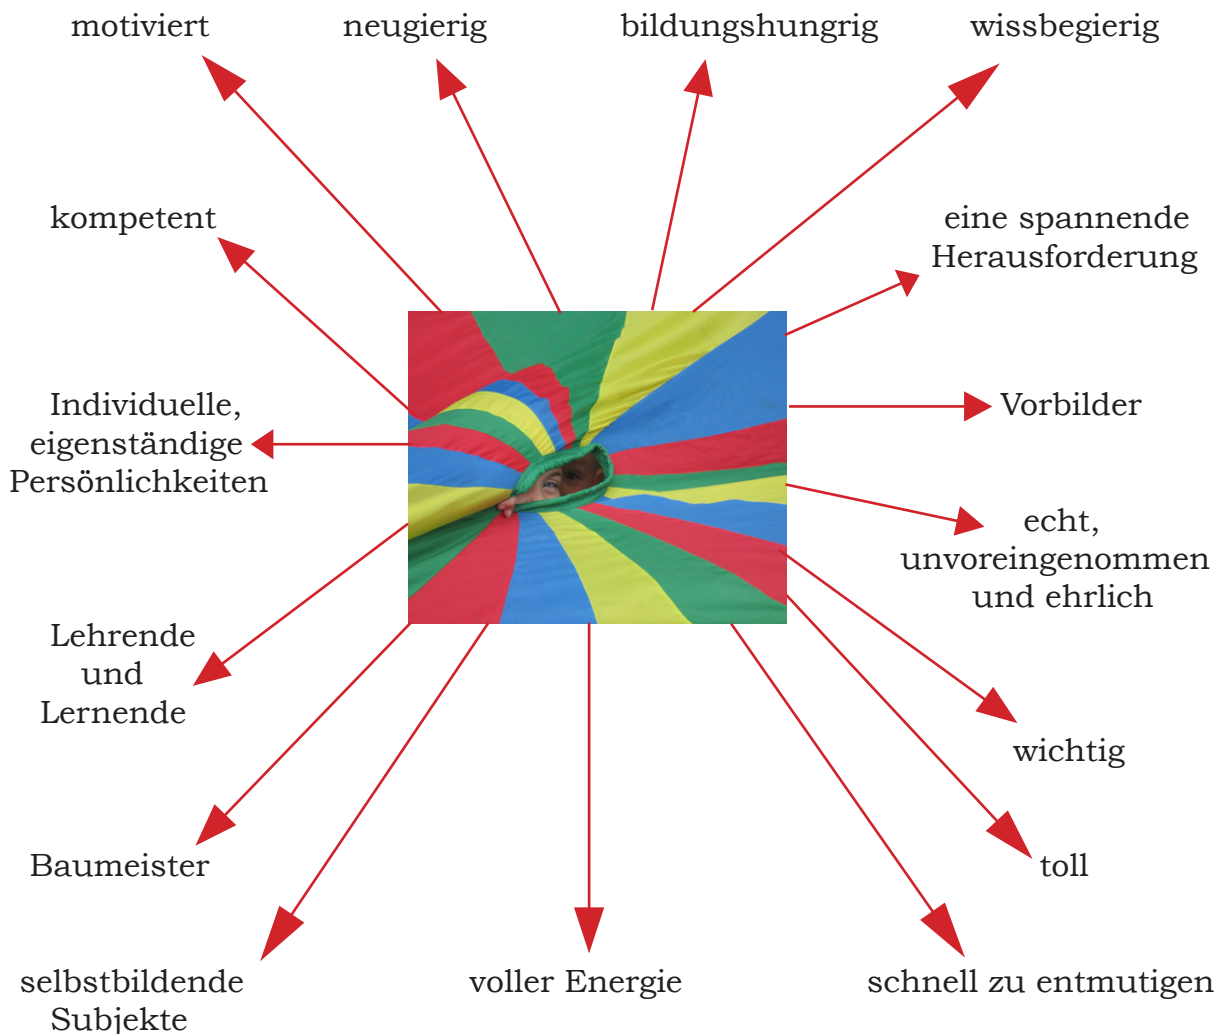 motiviert
neugierig
bildungshungrig
wissbegierig
kompetent
eine spannende
Herausforderung
Individuelle,
eigenständige
Persönlichkeiten
Vorbilder
echt,
unvoreingenommen
und ehrlich
Lehrende
und
Lernende
wichtig
Baumeister
toll
selbstbildende
Subjekte
voller Energie
schnell zu entmutigen